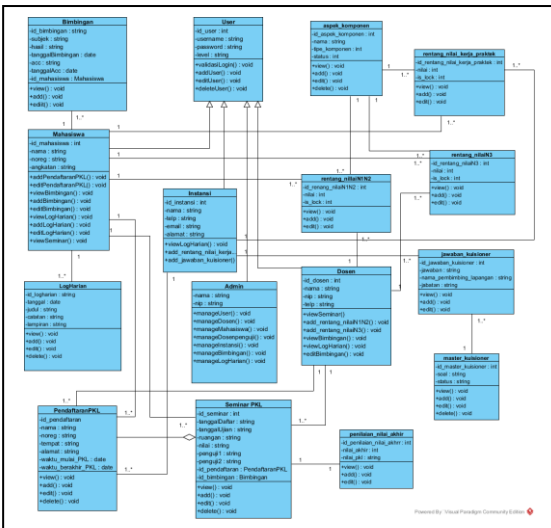 Bimbingan
-id_bimbingan : string
-subjek : string
-hasil : string
-tanggalBimbingan : date
-acc : string
-tanggalAcc : date
-id_mahasiswa : Mahasiswa
+view() : void
+add() : void
+edit() : void
User
-id_user : int
-username : string
-password : string
-level : string
+validasiLogin() : void
+addUser() : void
+editUser() : void
+deleteUser() : void
aspek_komponen
-id_aspek_komponen : int
-nama : string
-tipe_komponen : string
-status : int
+view() : void
+add() : void
+edit() : void
+delete() : void
rentang_nilai_kerja_praktek
-id_rentang_nilai_kerja_praktek : int
-nilai : int
-is_lock : int
+view() : void
+add() : void
+edit() : void
Mahasiswa
-id_mahasiswa : int
-nama : string
-noreg : string
-angkatan : string
+addPendaftaranPKL() : void
+editPendaftaranPKL() : void
+viewBimbingan() : void
+addBimbingan() : void
+editBimbingan() : void
+viewLogHarian() : void
+addLogHarian() : void
+editLogHarian() : void
+viewSeminar() : void
Instansi
-id_instansi : int
-nama : string
-telp : string
-email : string
-alamat : string
+viewLogHarian() : void
+add_rentang_nilai_kerja...
+add_jawaban_kuisioner()
rentang_nilaiN1N2
-nilai : int
-is_lock : int
+view() : void
+add() : void
+edit() : void
rentang_nilaiN3
-id_rentang_nilaiN3 : int
-nilai : int
-is_lock : int
+view() : void
+add() : void
+edit() : void
LogHarian
-id_logharian : string
-tanggal : date
-judul : string
-catatan : string
-lampiran : string
+view() : void
+add() : void
+edit() : void
+delete() : void
Admin
-nama : string
-nip : string
+manageUser() : void
+manageDosen() : void
+manageMahasiswa() : void
+manageDosenpenguji() : void
+manageInstansi() : void
+manageBimbingan() : void
+manageLogHarian() : void
Dosen
-id_dosen : int
-nama : string
-nip : string
-telp : string
+viewSeminar()
+add_rentang_nilaiN1N2() : void
+add_rentang_nilaiN3() : void
+viewBimbingan() : void
+viewLogHarian() : void
+editBimbingan() : void
jawaban_kuisioner
-id_jawaban_kuisioner : int
-jawaban : string
-nama_pembimbing_lapangan : string
-jabatan : string
+view() : void
+add() : void
+edit() : void
master_kuisioner
-id_master_kuisioner : int
-soal : string
-status : string
+view() : void
+add() : void
+edit() : void
+delete() : void
PendaftaranPKL
-id_pendaftaran
-nama : string
-noreg : string
-tempat : string
-alamat : string
-waktu_mulai_PKL : date
-waktu_berakhir_PKL : date
+view() : void
+add() : void
+edit() : void
+delete() : void
Seminar PKL
-id_seminar : int
-tanggalDaftar : string
-tanggalUjian : string
-ruangan : string
-nilai : string
-penguji1 : string
-penguji2 : string
-id_pendaftaran : PendaftaranPKL
-id_bimbingan : Bimbingan
+view() : void
+add() : void
+edit() : void
+delete() : void
penilaian_nilai_akhir
-id_penilaian_nilai_akhir : int
-nilai_akhir : int
-nilai_pkl : string
+view() : void
+add() : void
+edit() : void
Powered By : Visual Paradigm Community Edition